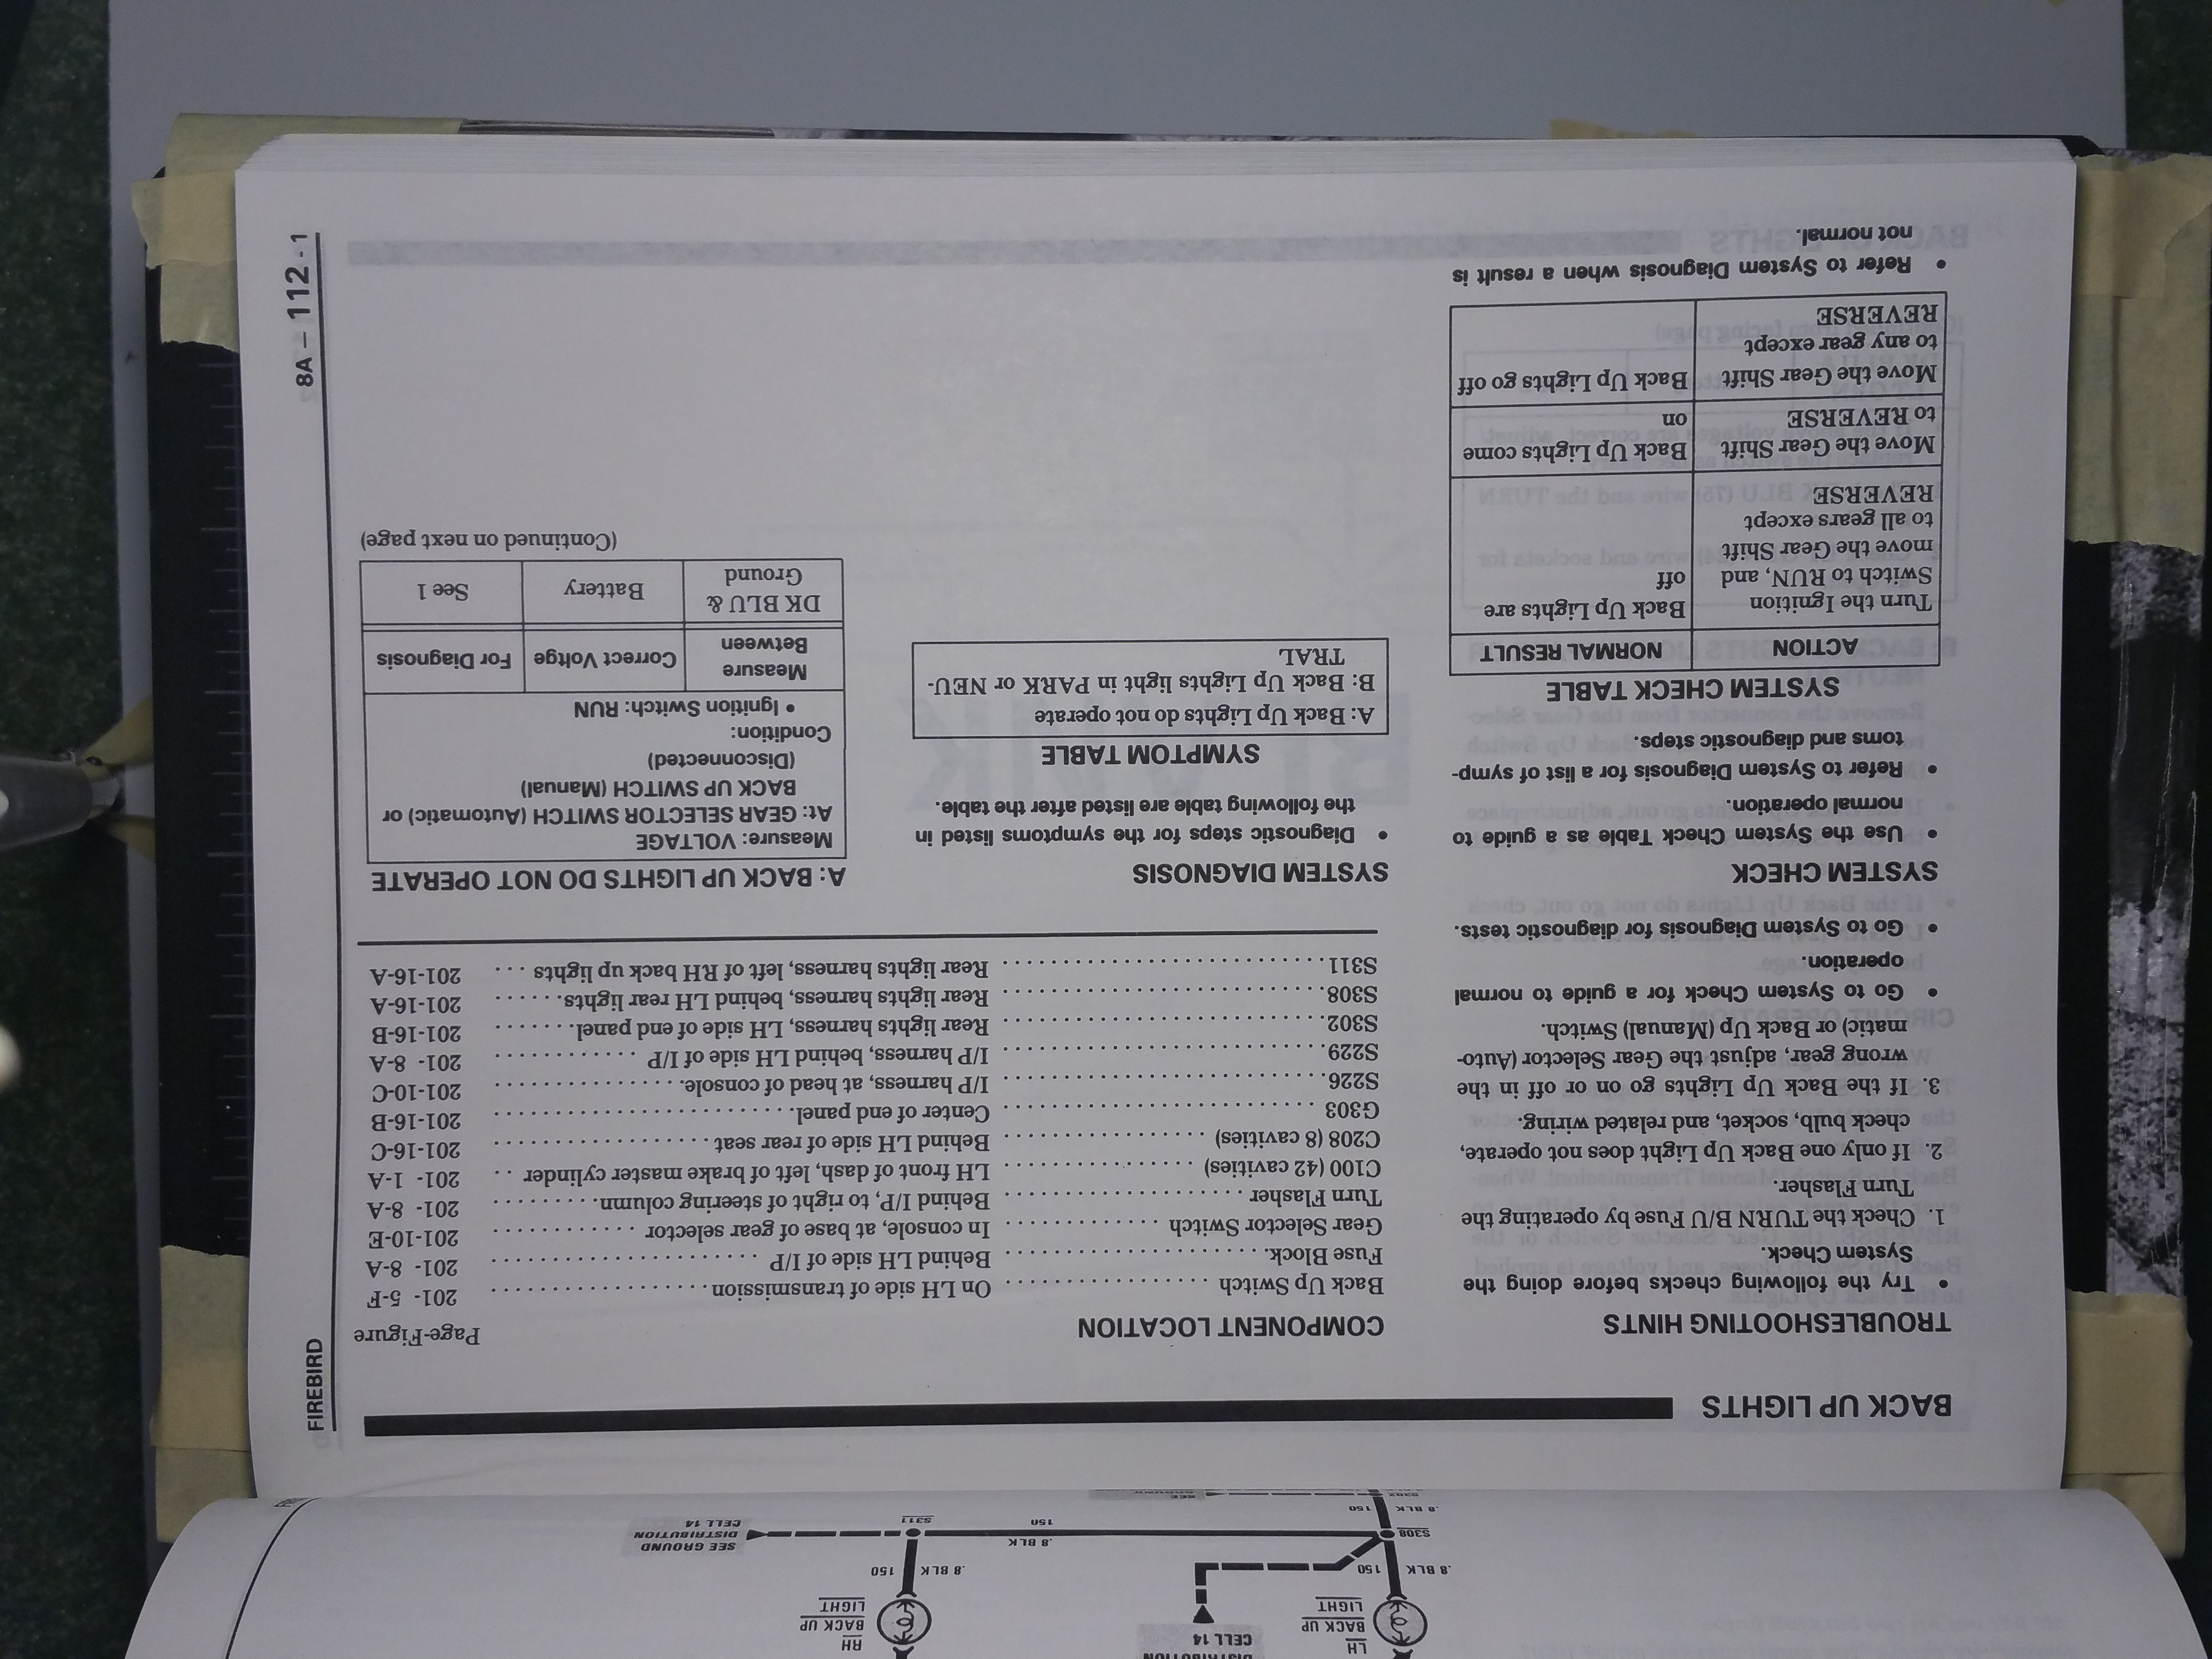 LH
BACK UP
LIGHT
CELL 14
RH
BACK UP
LIGHT
.8 BLK 150
.8 BLK 150
S308
.8 BLK
150
S311
SEE GROUND
DISTRIBUTION
CELL 14
.8 BLK 150
FIREBIRD
BACK UP LIGHTS
TROUBLESHOOTING HINTS
• Try the following checks before doing the
System Check.
1. Check the TURN B/U Fuse by operating the
Turn Flasher.
2. If only one Back Up Light does not operate,
check bulb, socket, and related wiring.
3. If the Back Up Lights go on or off in the
wrong gear, adjust the Gear Selector (Auto-
matic) or Back Up (Manual) Switch.
• Go to System Check for a guide to normal
operation.
• Go to System Diagnosis for diagnostic tests.
SYSTEM CHECK
• Use the System Check Table as a guide to
normal operation.
• Refer to System Diagnosis for a list of symp-
toms and diagnostic steps.
SYSTEM CHECK TABLE
ACTION NORMAL RESULT
Turn the Ignition Back Up Lights are
Switch to RUN, and off
move the Gear Shift
to all gears except
REVERSE
Move the Gear Shift Back Up Lights come
to REVERSE on
Move the Gear Shift Back Up Lights go off
to any gear except
REVERSE
• Refer to System Diagnosis when a result is
not normal.
COMPONENT LOCATION Page-Figure
Back Up Switch . . . . . . . . . . On LH side of transmission . . . . . . . . . . 201- 5-F
Fuse Block. . . . . . . . . . Behind LH side of I/P . . . . . . . . . . 201- 8-A
Gear Selector Switch . . . . . . . . . . In console, at base of gear selector . . . . . . . . . . 201-10-E
Turn Flasher . . . . . . . . . . Behind I/P, to right of steering column. . . . . . . . . . 201- 8-A
C100 (42 cavities) . . . . . . . . . . LH front of dash, left of brake master cylinder . . 201- 1-A
C208 (8 cavities) . . . . . . . . . . Behind LH side of rear seat . . . . . . . . . . 201-16-C
G303 . . . . . . . . . . Center of end panel. . . . . . . . . . 201-16-B
S226 . . . . . . . . . . I/P harness, at head of console. . . . . . . . . . 201-10-C
S229 . . . . . . . . . . I/P harness, behind LH side of I/P . . . . . . . . . . 201- 8-A
S302 . . . . . . . . . . Rear lights harness, LH side of end panel. . . . . . . 201-16-B
S308 . . . . . . . . . . Rear lights harness, behind LH rear lights. . . . . . 201-16-A
S311 . . . . . . . . . . Rear lights harness, left of RH back up lights . . . 201-16-A
SYSTEM DIAGNOSIS
• Diagnostic steps for the symptoms listed in
the following table are listed after the table.
SYMPTOM TABLE
A: Back Up Lights do not operate
B: Back Up Lights light in PARK or NEU-
TRAL
A: BACK UP LIGHTS DO NOT OPERATE
Measure: VOLTAGE
At: GEAR SELECTOR SWITCH (Automatic) or
BACK UP SWITCH (Manual)
(Disconnected)
Condition:
• Ignition Switch: RUN
Measure
Between Correct Voltge For Diagnosis
DK BLU &
Ground Battery See 1
(Continued on next page)
8A — 112 - 1